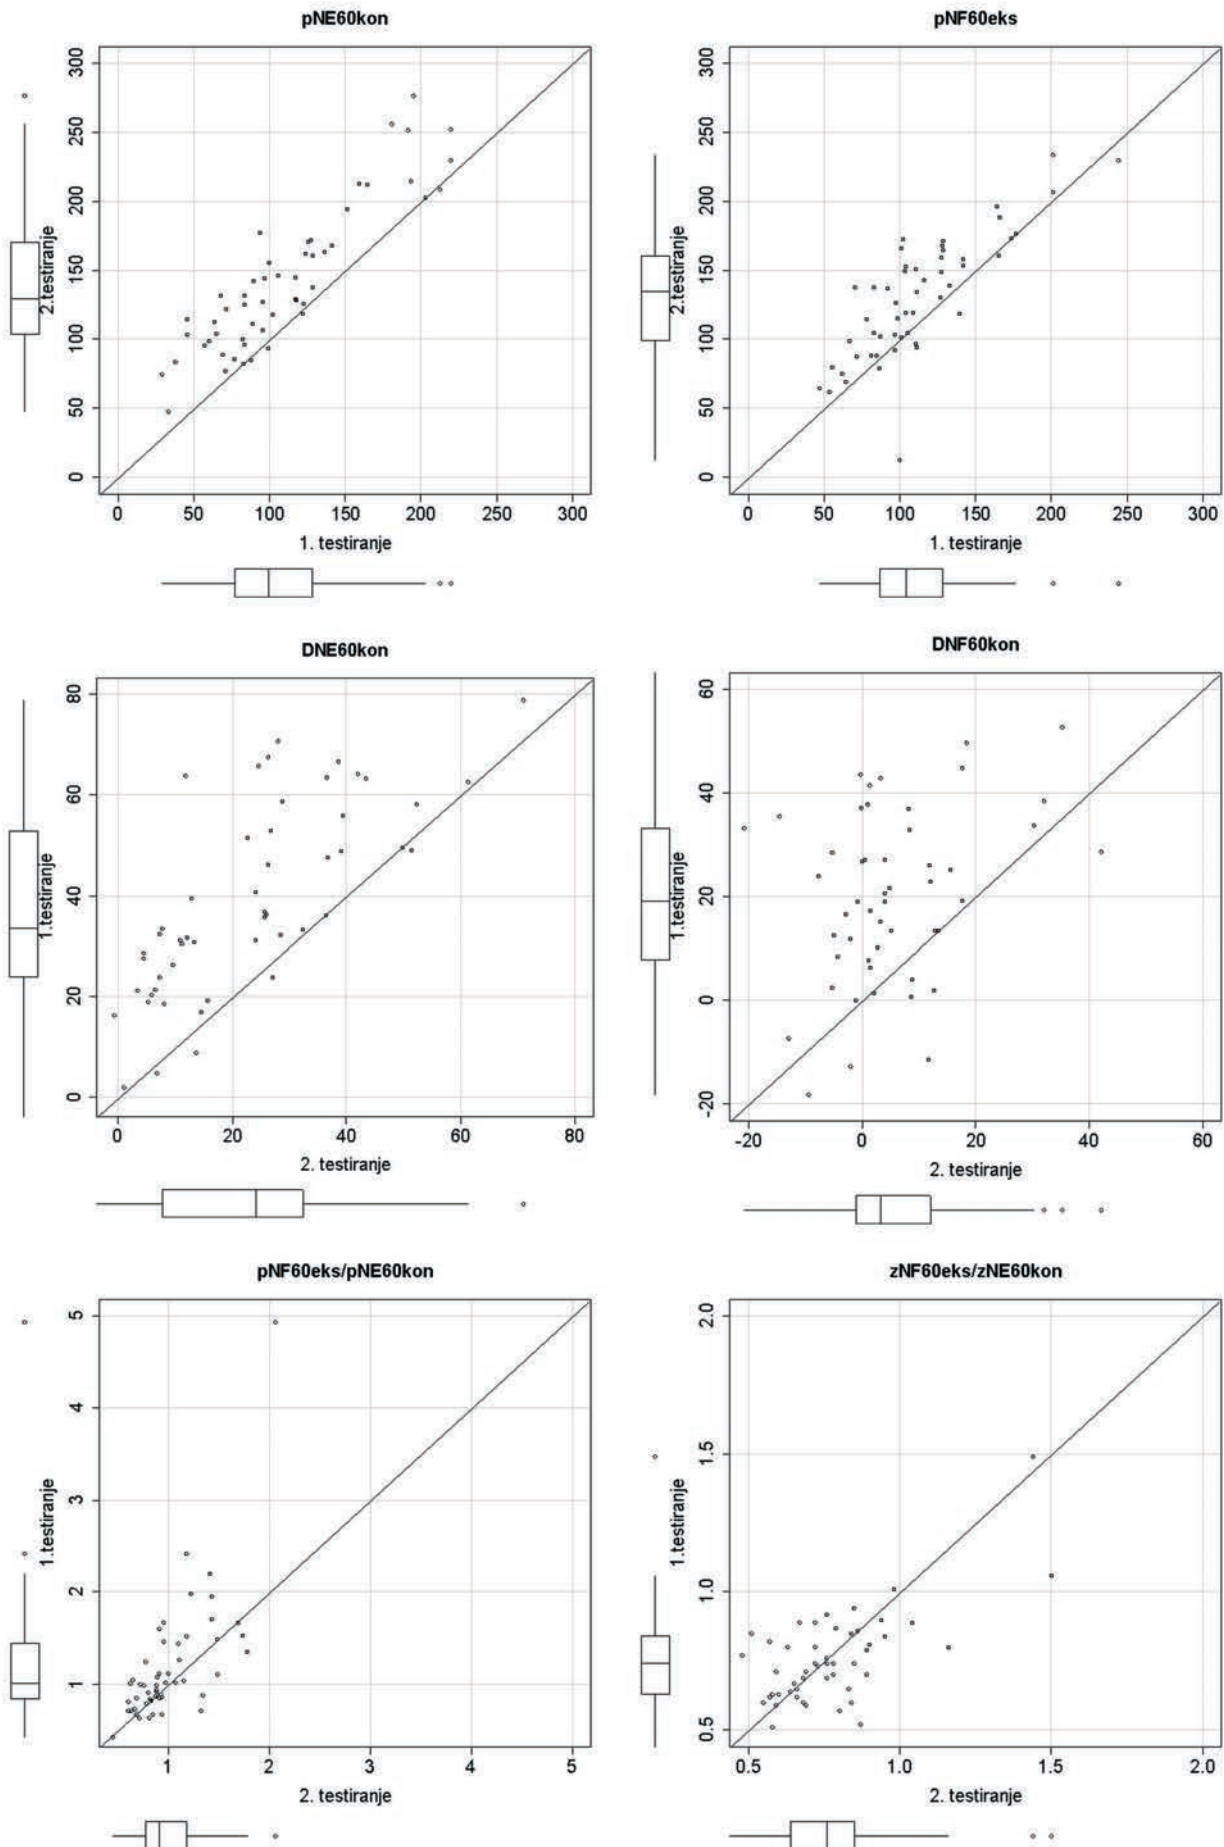 pNE60kon
300
250
200
150
100
50
0
2.testiranje
0 50 100 150 200 250 300
1. testiranje
pNF60eks
300
250
200
150
100
50
0
2.testiranje
0 50 100 150 200 250 300
1. testiranje
DNE60kon
80
60
40
20
0
1.testiranje
0 20 40 60 80
2. testiranje
DNF60kon
60
40
20
0
-20
1.testiranje
-20 0 20 40 60
2. testiranje
pNF60eks/pNE60kon
5
4
3
2
1
1.testiranje
1 2 3 4 5
2. testiranje
zNF60eks/zNE60kon
2.0
1.5
1.0
0.5
1.testiranje
0.5 1.0 1.5 2.0
2. testiranje